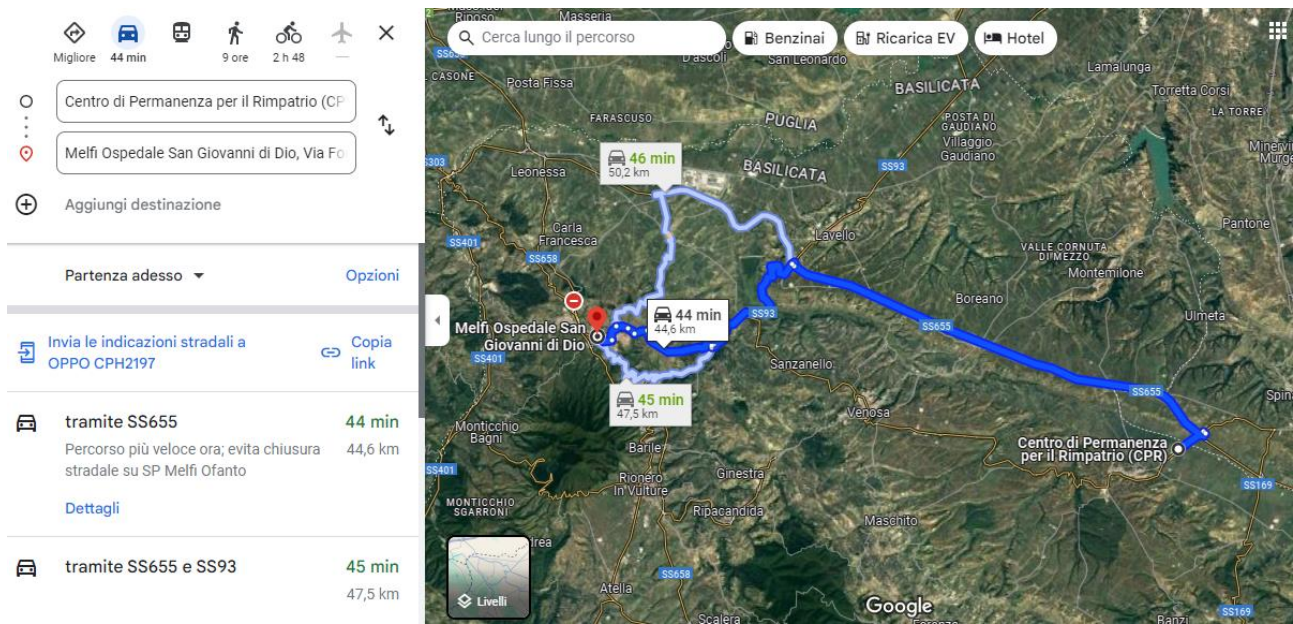 Migliore
44 min
9 ore
2 h 48
—
Centro di Permanenza per il Rimpatrio (CP
Melfi Ospedale San Giovanni di Dio, Via Fo
Aggiungi destinazione
Partenza adesso
Opzioni
Invia le indicazioni stradali a
OPPO CPH2197
Copia
link
tramite SS655
44 min
Percorso più veloce ora; evita chiusura
stradale su SP Melfi Ofanto
44,6 km
Dettagli
tramite SS655 e SS93
45 min
47,5 km
Cerca lungo il percorso
Benzinai
Ricarica EV
Hotel
Riposo
Masseria
D'ascoli
San Leonardo
Lamalunga
CASONE
Posta Fissa
BASILICATA
Torretta Corsi
LA TORRE
FARASCUSO
PUGLIA
POSTA DI
GAUDIANO
Villaggio
Gaudiano
Minervino
Murge
46 min
50,2 km
BASILICATA
SS93
S303
Leonessa
Carla
Francesca
Lavello
Pantone
SS401
SS658
VALLE CORNUTA
DI MEZZO
Montemilone
Boreano
Ulmeta
44 min
44,6 km
SS93
Melfi Ospedale San
Giovanni di Dio
SS655
SS401
Sanzanello
45 min
47,5 km
SS655
Spin
Venosa
Monticchio
Bagni
Barile
Centro di Permanenza
per il Rimpatrio (CPR)
SS401
Rionero
In Vulture
Ginestra
SS169
MONTICCHIO
SGARRONI
Ripacandida
Maschito
Livelli
SS658
Atella
Google
SS169
Scalera
Banzi